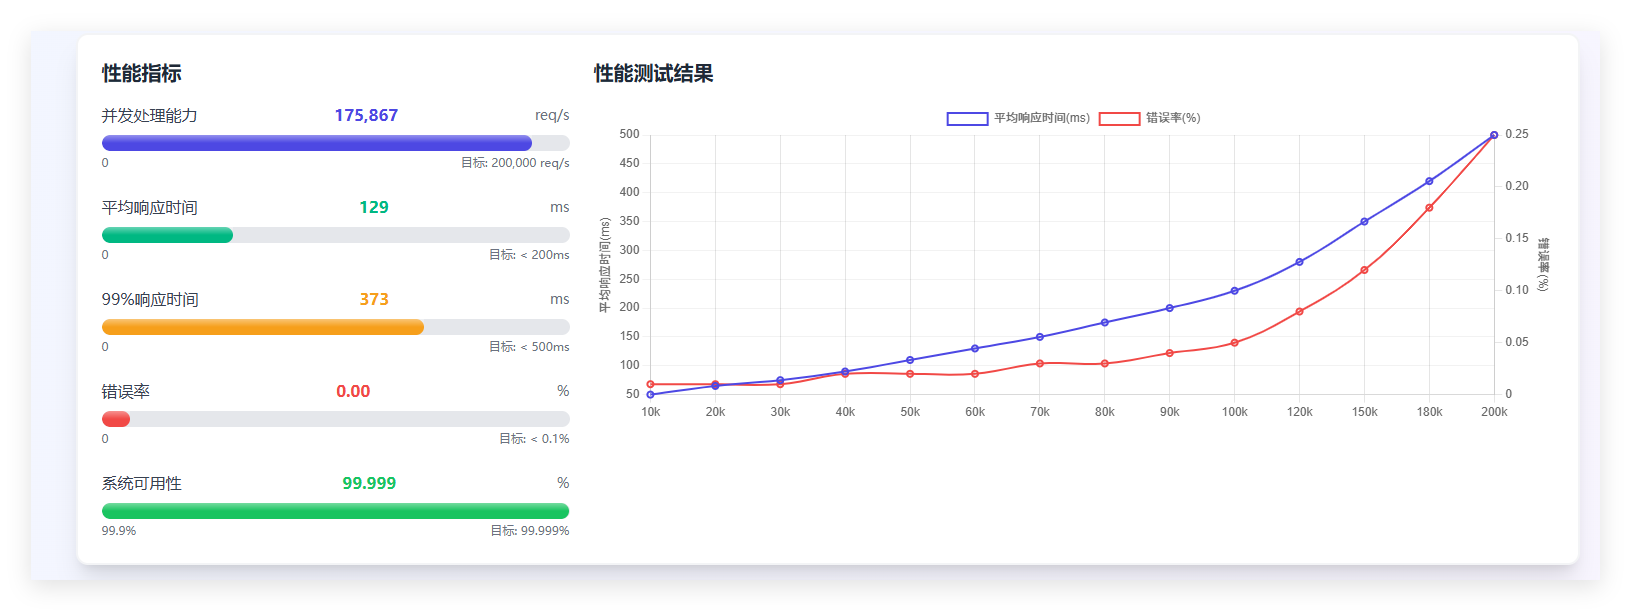 性能指标
并发处理能力 175,867 req/s
0 目标: 200,000 req/s
平均响应时间 129 ms
0 目标: < 200ms
99%响应时间 373 ms
0 目标: < 500ms
错误率 0.00 %
0 目标: < 0.1%
系统可用性 99.999 %
99.9% 目标: 99.999%
性能测试结果
平均响应时间(ms) 错误率(%)
平均响应时间(ms)
500
450
400
350
300
250
200
150
100
50
10k 20k 30k 40k 50k 60k 70k 80k 90k 100k 120k 150k 180k 200k
0.25
0.20
0.15
0.10
0.05
0
错误率(%)